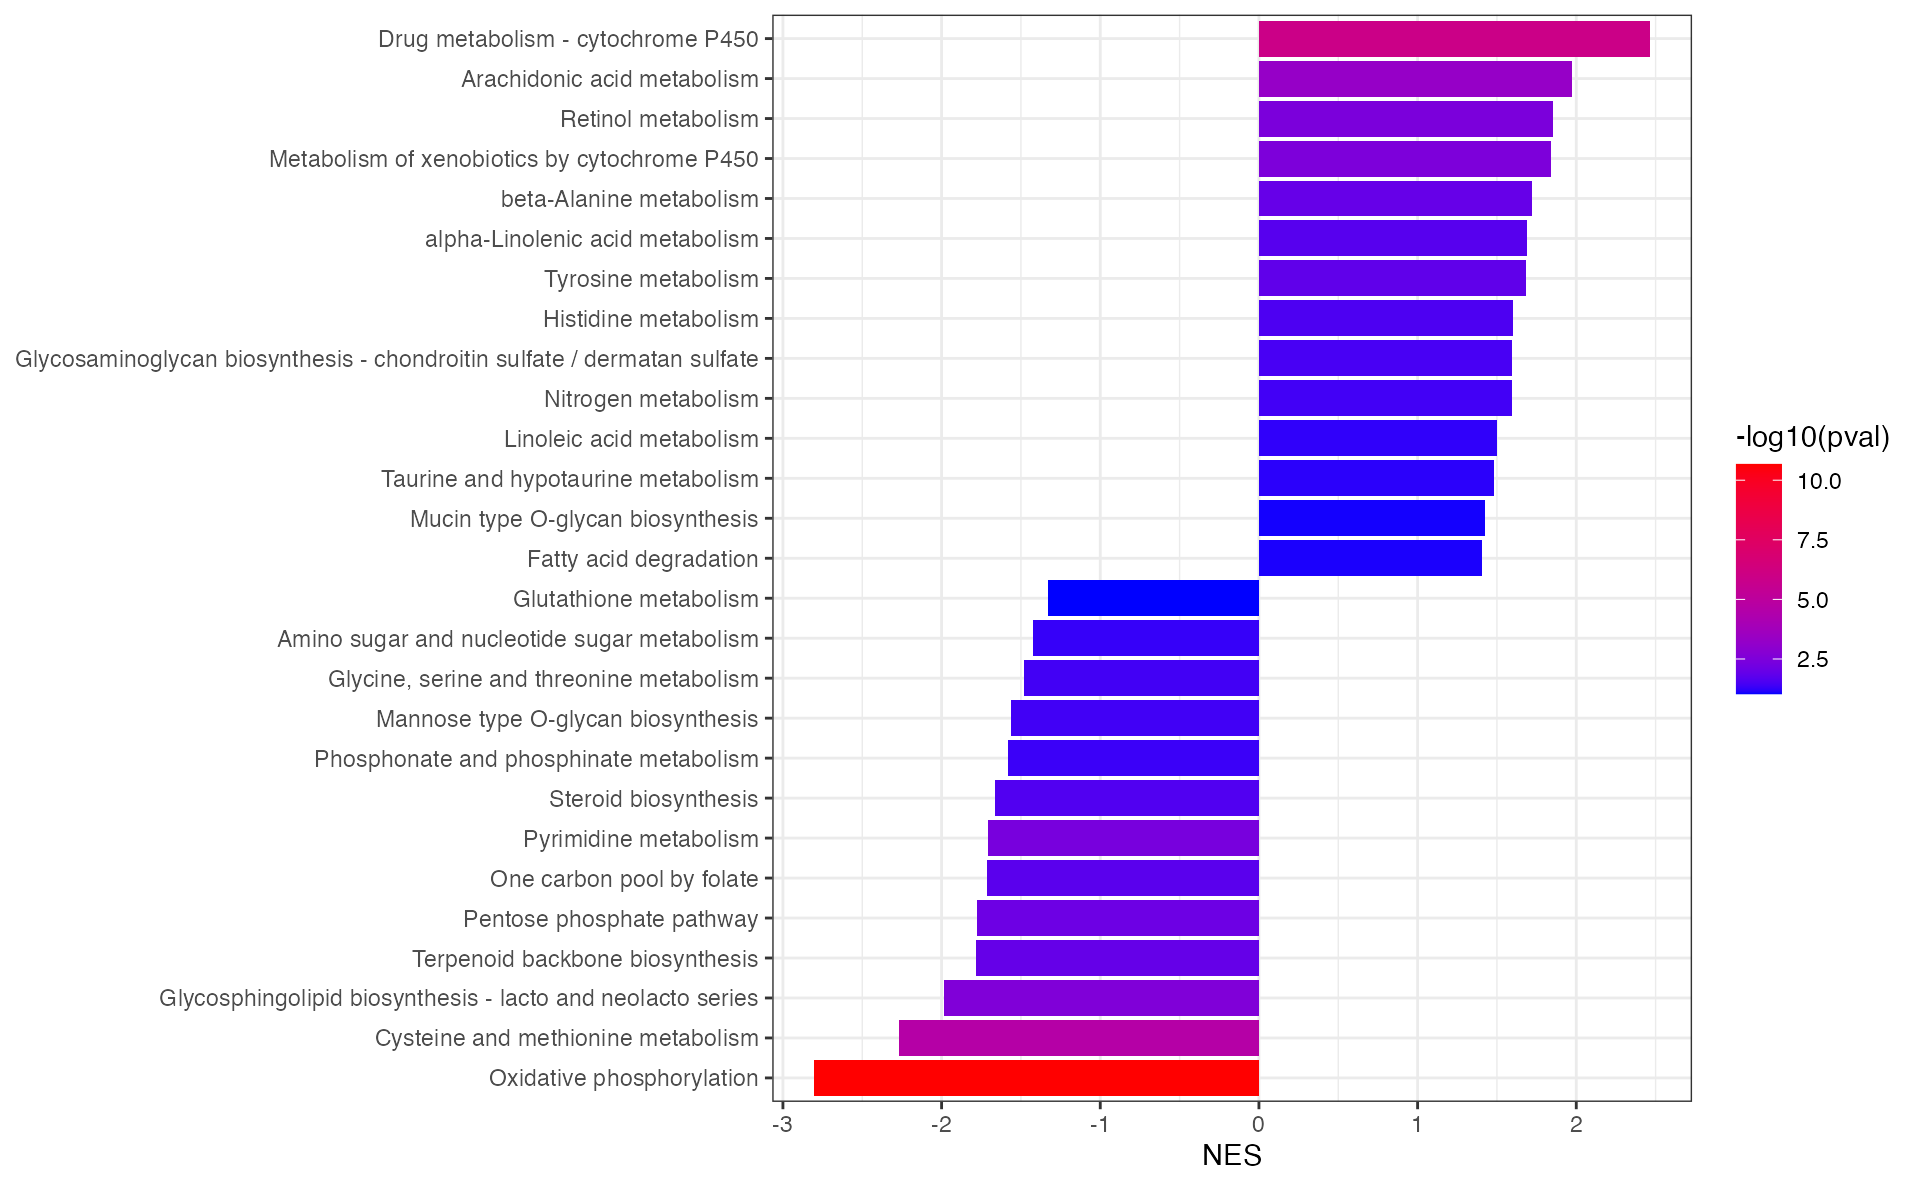 Drug metabolism - cytochrome P450
Arachidonic acid metabolism
Retinol metabolism
Metabolism of xenobiotics by cytochrome P450
beta-Alanine metabolism
alpha-Linolenic acid metabolism
Tyrosine metabolism
Histidine metabolism
Glycosaminoglycan biosynthesis - chondroitin sulfate / dermatan sulfate
Nitrogen metabolism
Linoleic acid metabolism
Taurine and hypotaurine metabolism
Mucin type O-glycan biosynthesis
Fatty acid degradation
Glutathione metabolism
Amino sugar and nucleotide sugar metabolism
Glycine, serine and threonine metabolism
Mannose type O-glycan biosynthesis
Phosphonate and phosphinate metabolism
Steroid biosynthesis
Pyrimidine metabolism
One carbon pool by folate
Pentose phosphate pathway
Terpenoid backbone biosynthesis
Glycosphingolipid biosynthesis - lacto and neolacto series
Cysteine and methionine metabolism
Oxidative phosphorylation
-3 -2 -1 0 1 2
NES
-log10(pval)
10.0
7.5
5.0
2.5